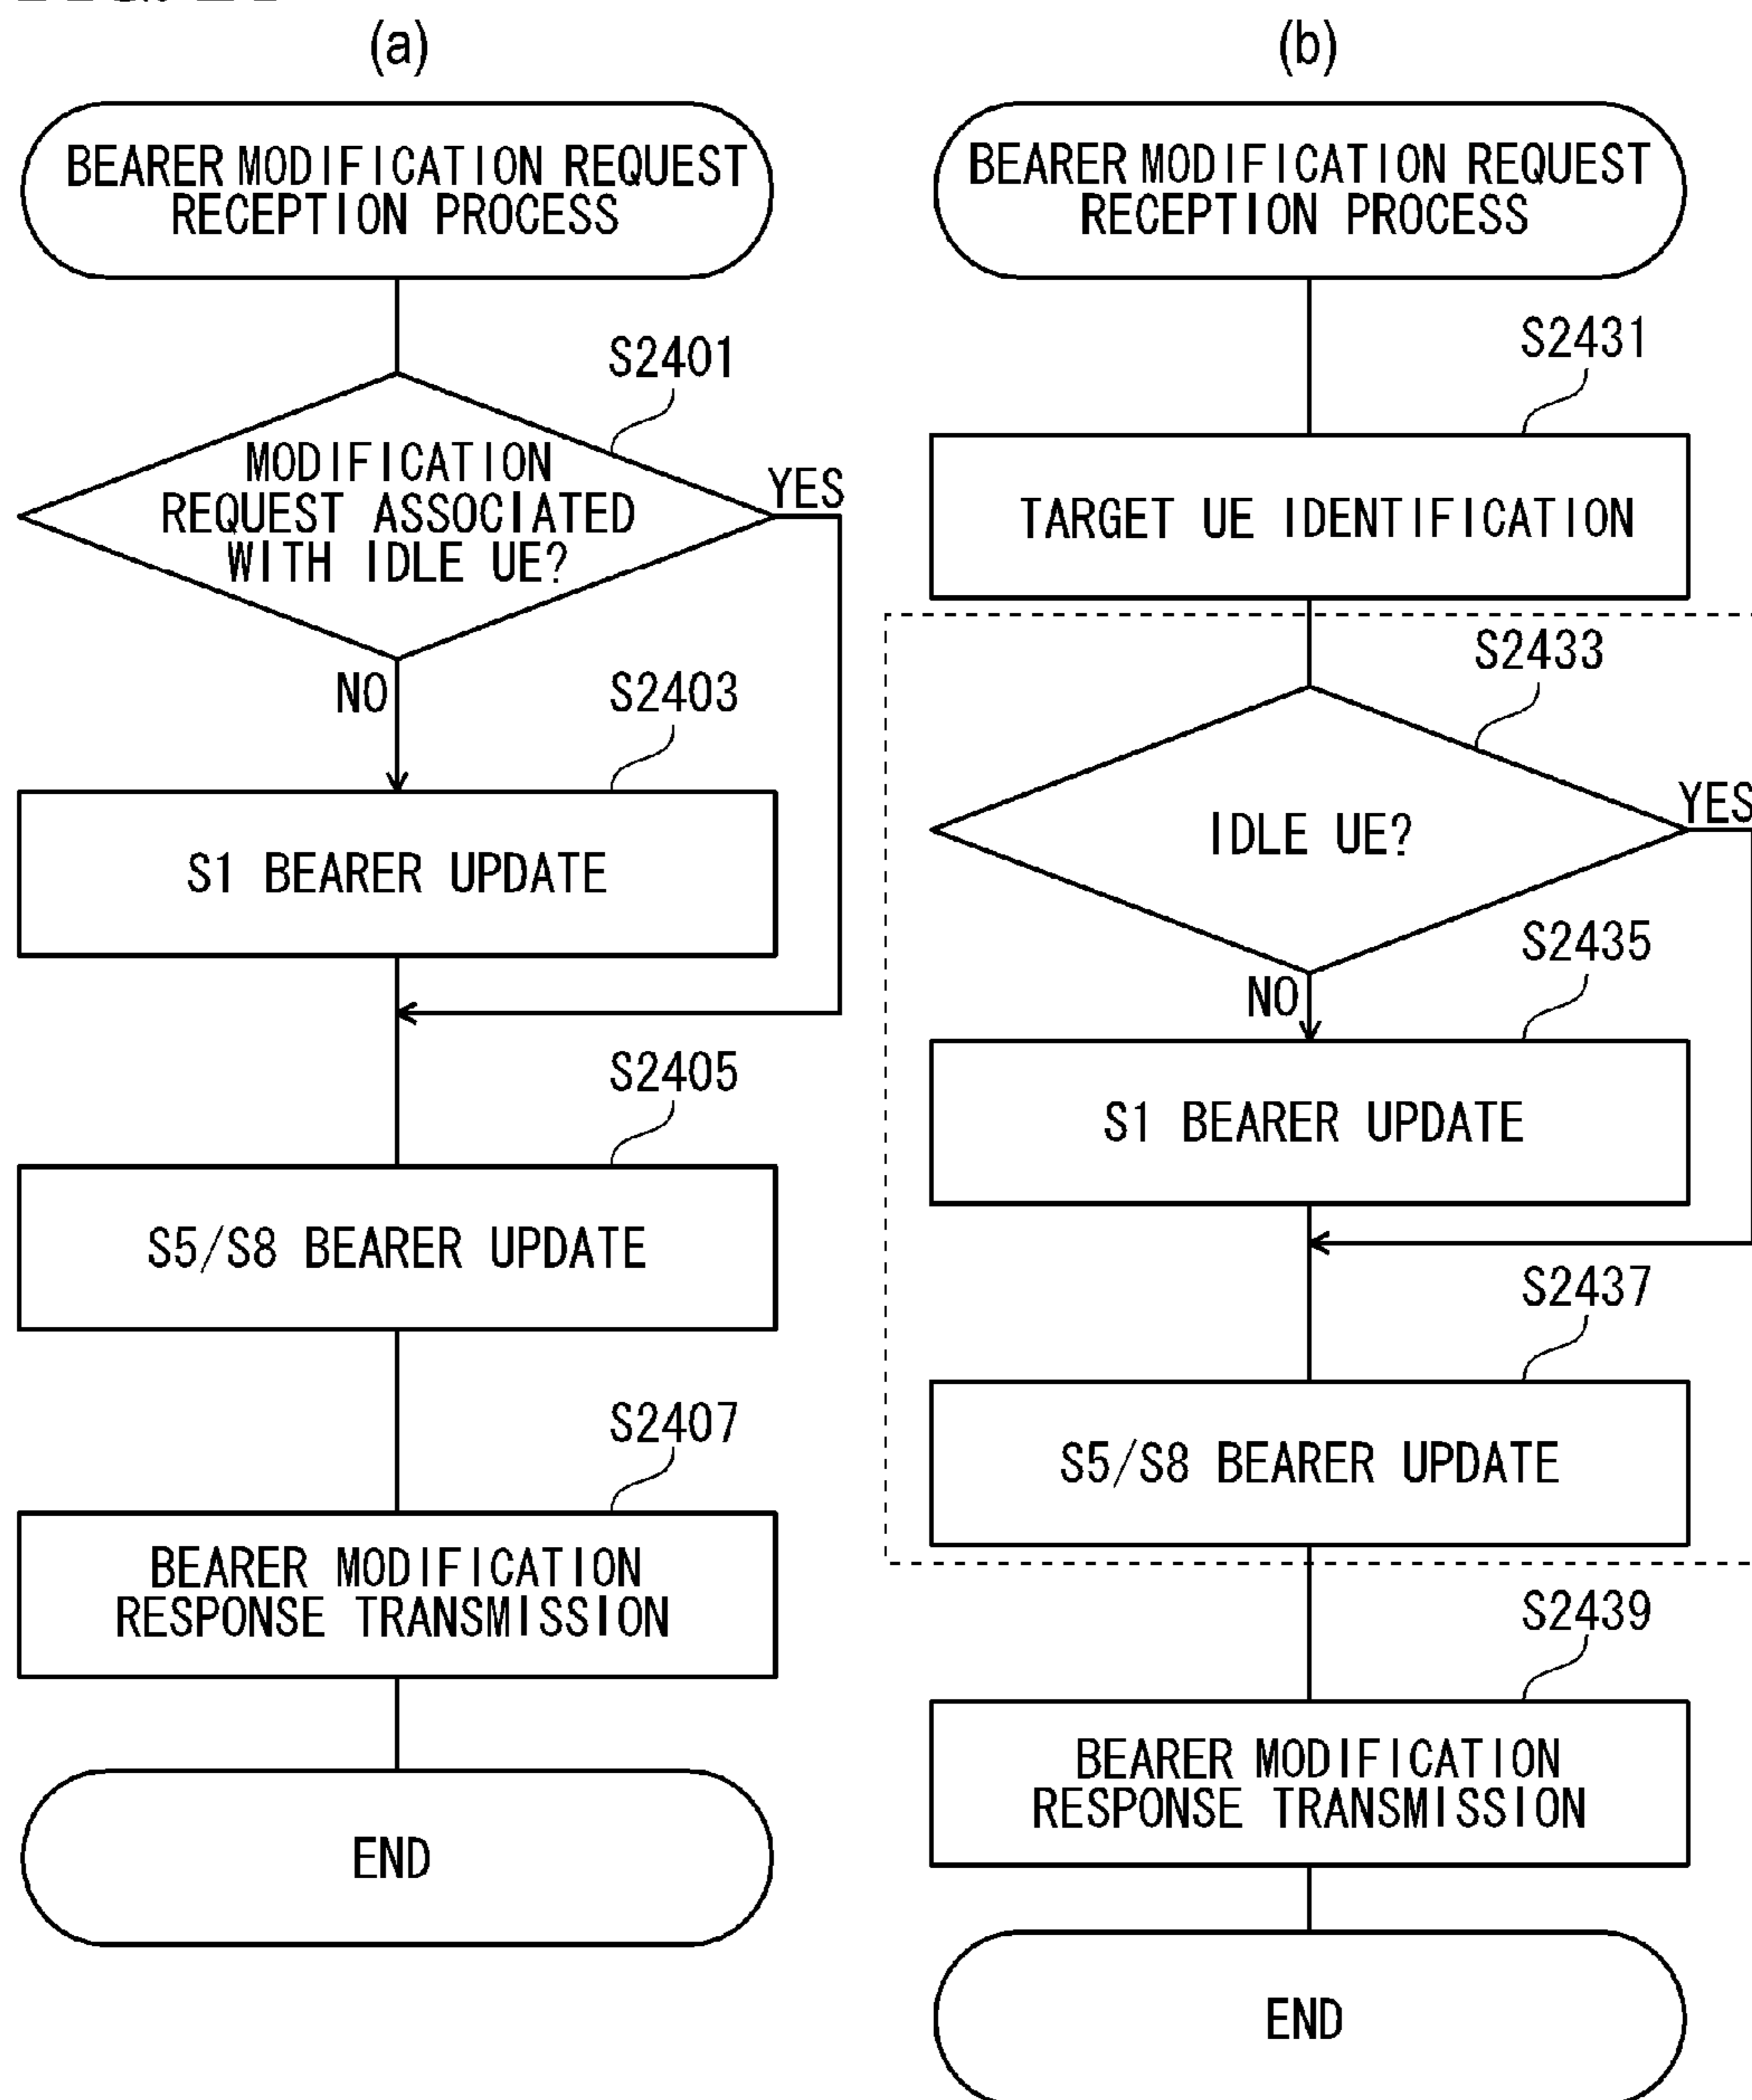 (a)
BEARER MODIFICATION REQUEST
RECEPTION PROCESS
S2401
MODIFICATION
REQUEST ASSOCIATED
WITH IDLE UE?
YES
NO
S2403
S1 BEARER UPDATE
S2405
S5/S8 BEARER UPDATE
S2407
BEARER MODIFICATION
RESPONSE TRANSMISSION
END
(b)
BEARER MODIFICATION REQUEST
RECEPTION PROCESS
S2431
TARGET UE IDENTIFICATION
S2433
IDLE UE?
YES
NO
S2435
S1 BEARER UPDATE
S2437
S5/S8 BEARER UPDATE
S2439
BEARER MODIFICATION
RESPONSE TRANSMISSION
END